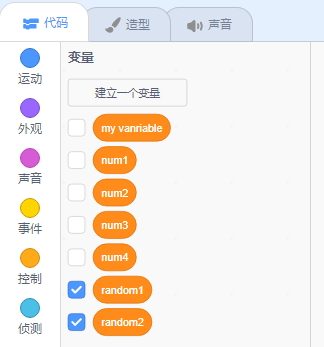 代码
造型
声音
运动
外观
声音
事件
控制
侦测
变量
建立一个变量
my vanriable
num1
num2
num3
num4
random1
random2